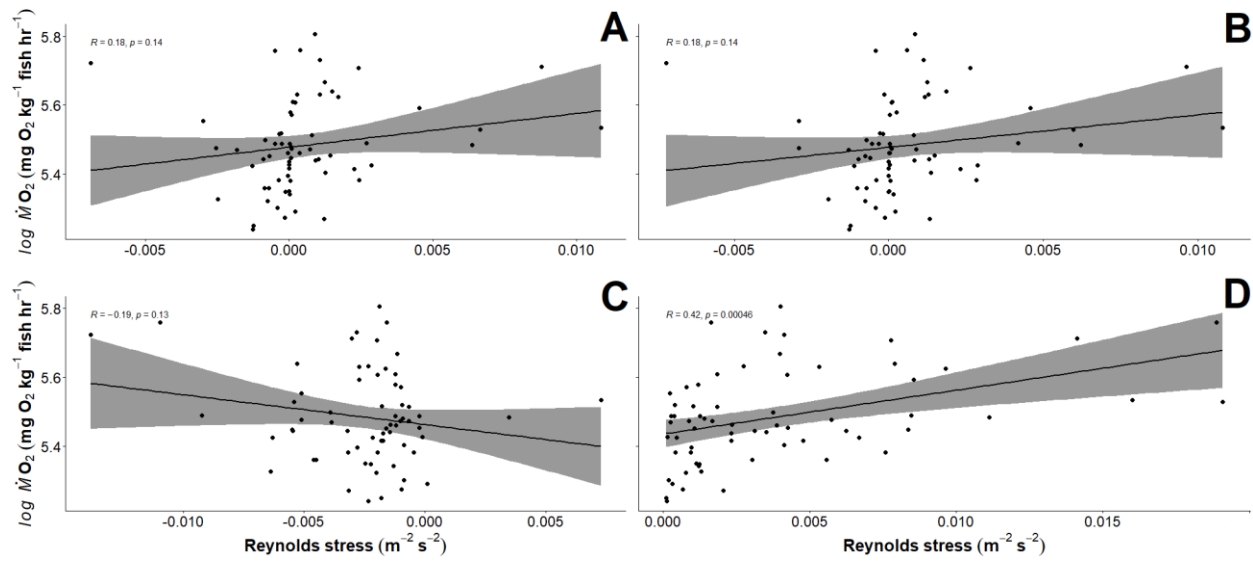 A
B
R = 0.18, p = 0.14
R = 0.18, p = 0.14
log ṀO₂ (mg O₂ kg⁻¹ fish hr⁻¹)
5.8
5.6
5.4
-0.005 0.000 0.005 0.010
-0.005 0.000 0.005 0.010
C
D
R = −0.19, p = 0.13
R = 0.42, p = 0.00046
log ṀO₂ (mg O₂ kg⁻¹ fish hr⁻¹)
5.8
5.6
5.4
-0.010 -0.005 0.000 0.005
0.000 0.005 0.010 0.015
Reynolds stress (m⁻² s⁻²)
Reynolds stress (m⁻² s⁻²)